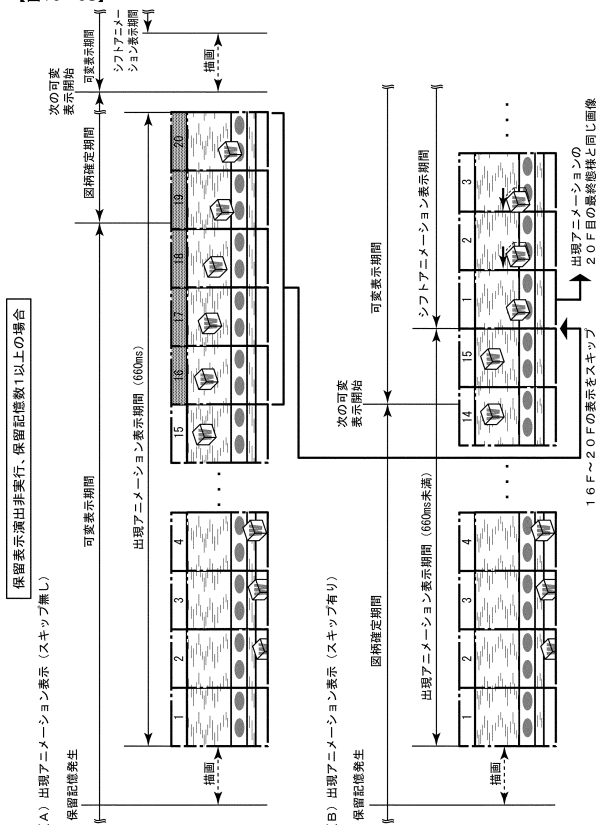 保留表示演出非実行、保留記憶数１以上の場合
（A）出現アニメーション表示（スキップ無し）
保留記憶発生
可変表示期間
図柄確定期間
次の可変
表示開始
可変表示期間
描画
出現アニメーション表示期間（660ms）
描画
シフトアニメー
ション表示期間
1 2 3 4 ・・・ 15 16 17 18 19 20
W W W W W W W W W
（B）出現アニメーション表示（スキップ有り）
保留記憶発生
図柄確定期間
次の可変
表示開始
可変表示期間
描画
出現アニメーション表示期間（660ms未満）
シフトアニメーション表示期間
1 2 3 4 ・・・ 14 15 1 2 3 ・・・
W W W W W W W W
１６Ｆ～２０Ｆの表示をスキップ
出現アニメーションの
２０Ｆ目の最終態様と同じ画像